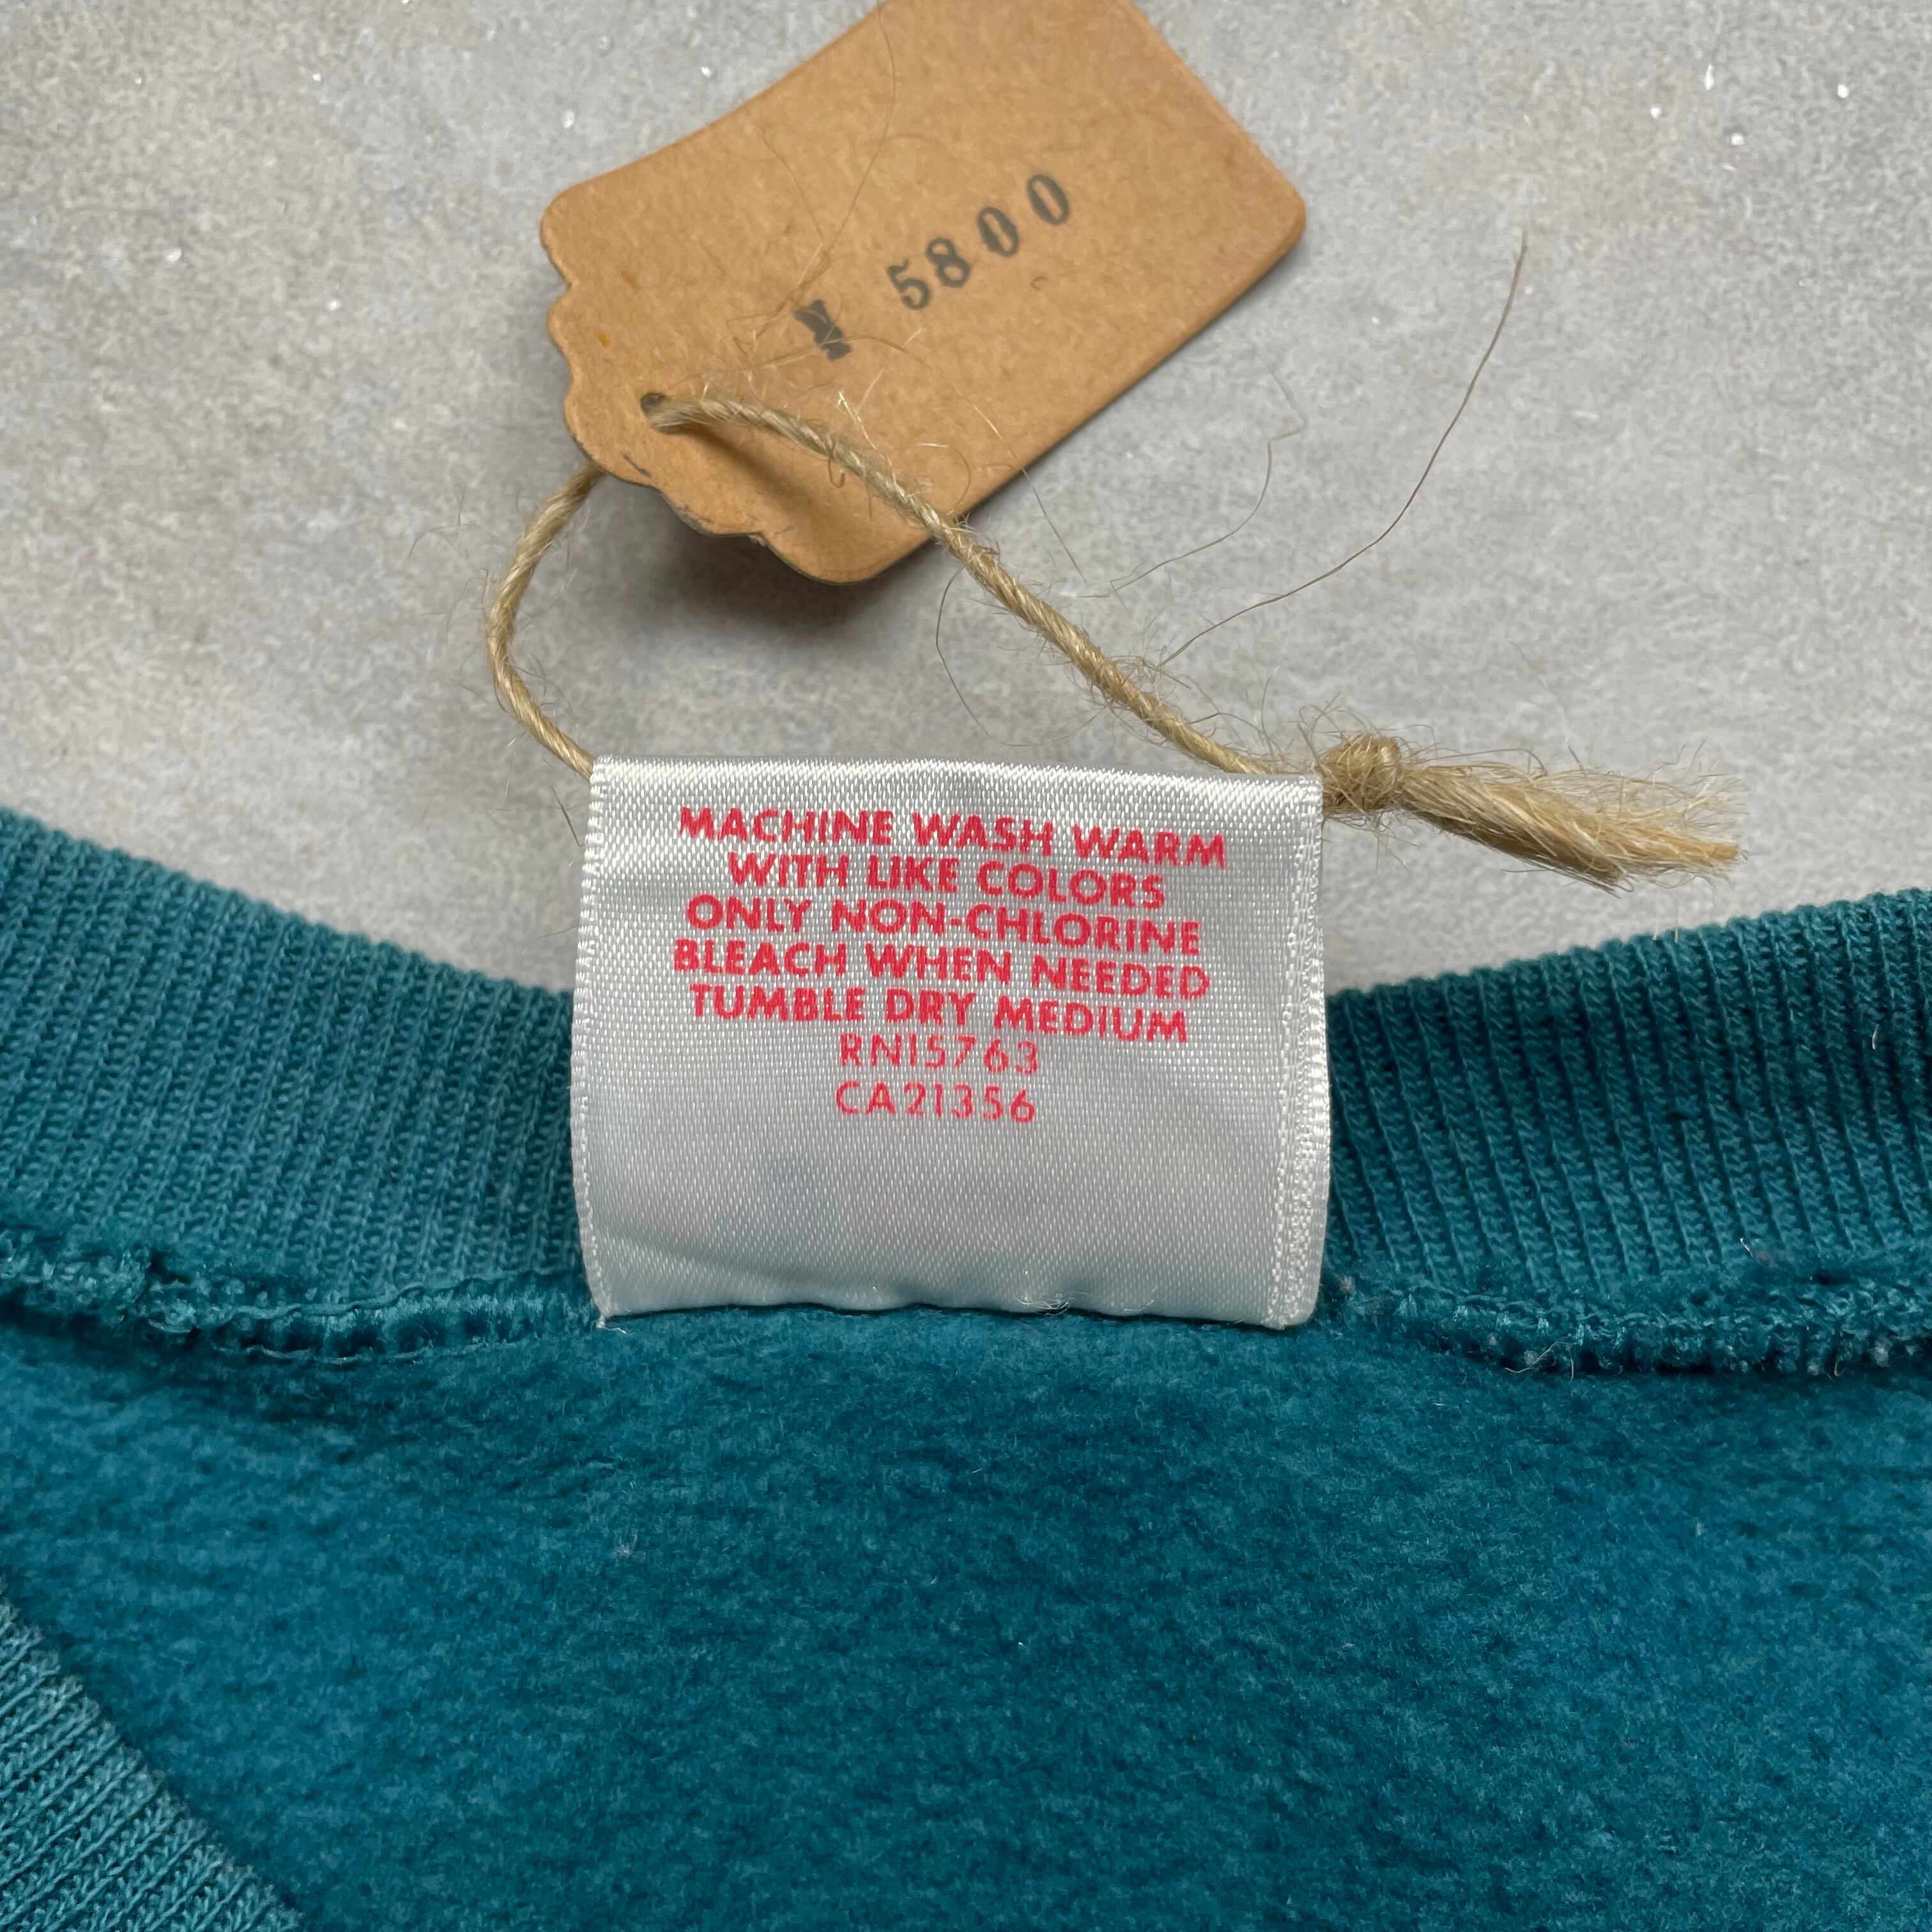 5800
MACHINE WASH WARM
WITH LIKE COLORS
ONLY NON-CHLORINE
BLEACH WHEN NEEDED
TUMBLE DRY MEDIUM
RN15763
CA21356